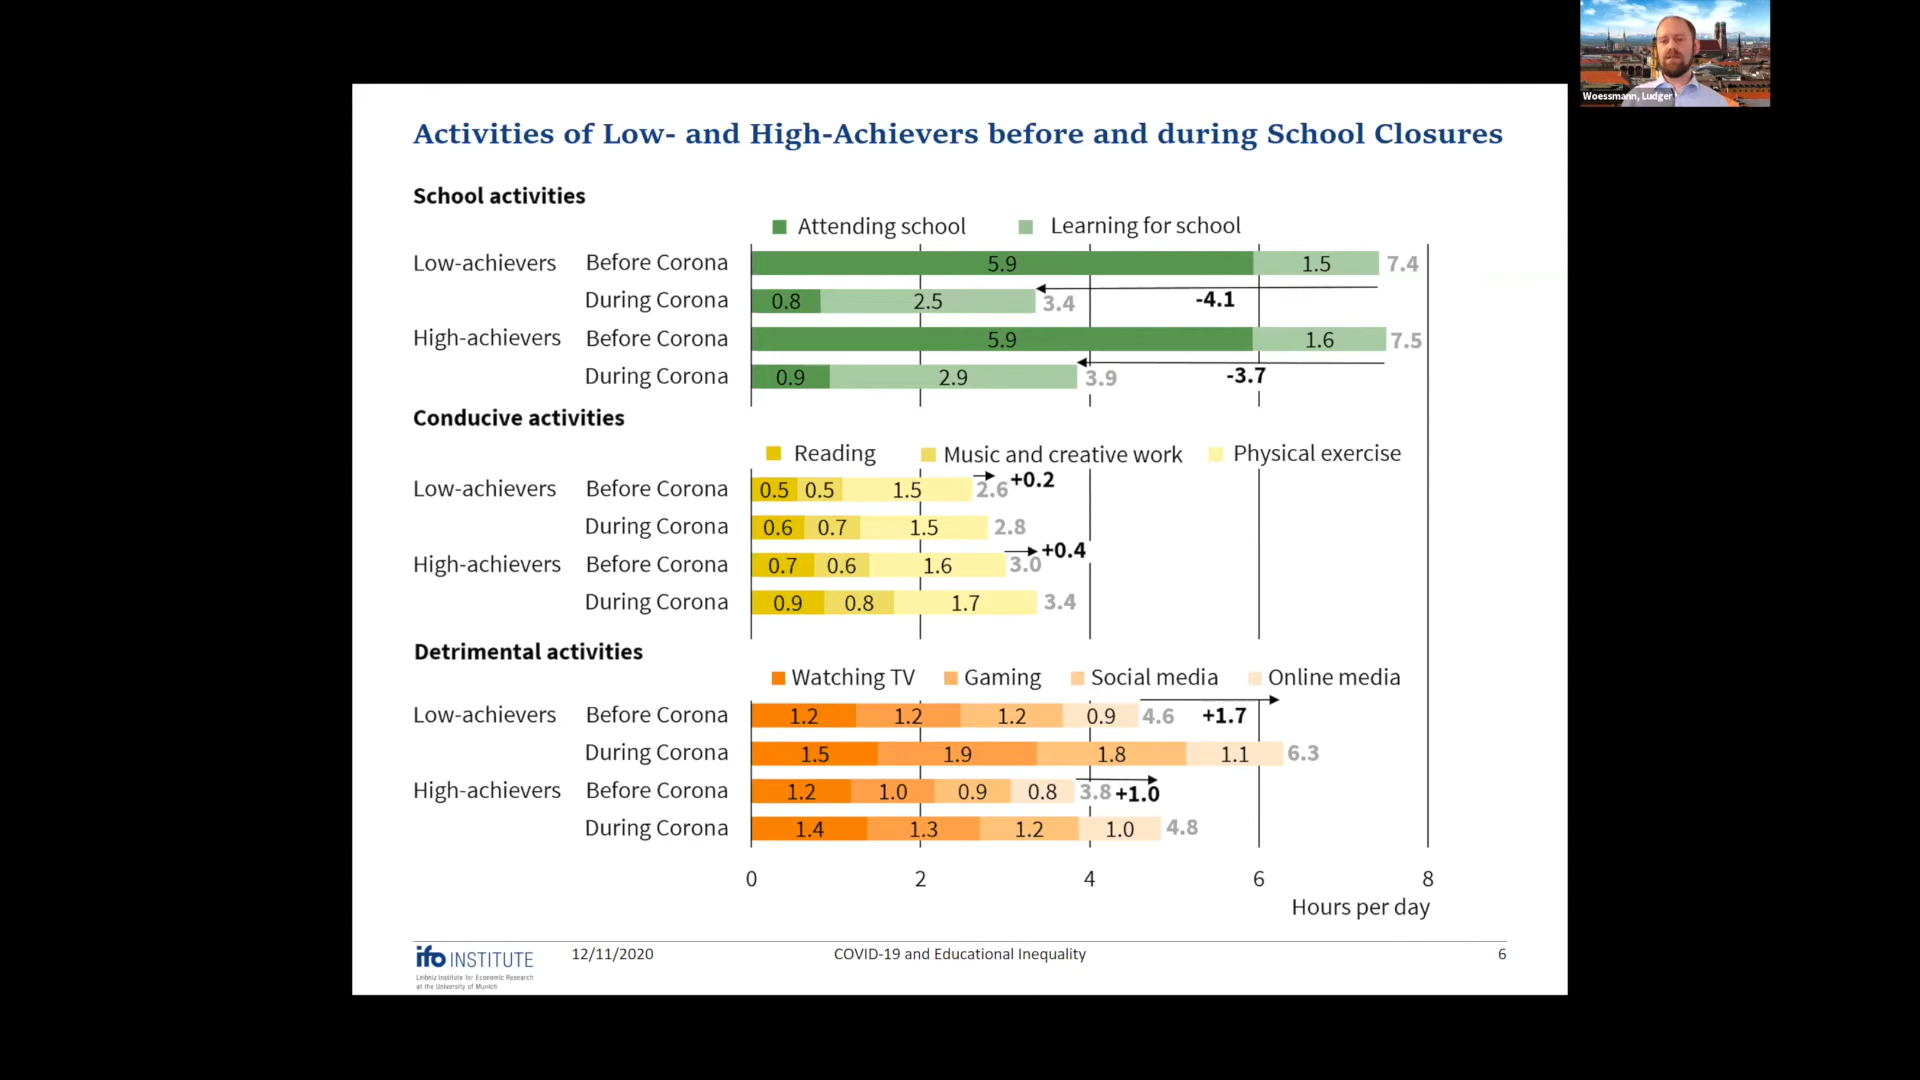 Woessmann, Ludger
Activities of Low- and High-Achievers before and during School Closures
School activities
Attending school Learning for school
Low-achievers Before Corona 5.9 1.5 7.4
During Corona 0.8 2.5 3.4 -4.1
High-achievers Before Corona 5.9 1.6 7.5
During Corona 0.9 2.9 3.9 -3.7
Conducive activities
Reading Music and creative work Physical exercise
Low-achievers Before Corona 0.5 0.5 1.5 2.6 +0.2
During Corona 0.6 0.7 1.5 2.8
High-achievers Before Corona 0.7 0.6 1.6 3.0 +0.4
During Corona 0.9 0.8 1.7 3.4
Detrimental activities
Watching TV Gaming Social media Online media
Low-achievers Before Corona 1.2 1.2 1.2 0.9 4.6 +1.7
During Corona 1.5 1.9 1.8 1.1 6.3
High-achievers Before Corona 1.2 1.0 0.9 0.8 3.8 +1.0
During Corona 1.4 1.3 1.2 1.0 4.8
0 2 4 6 8
Hours per day
ifo INSTITUTE 12/11/2020 COVID-19 and Educational Inequality 6
Leibniz Institute for Economic Research
at the University of Munich